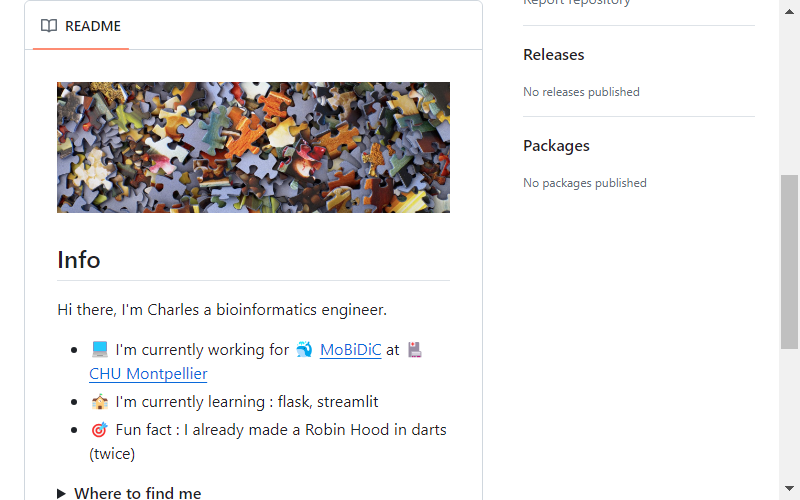 README
Info
Hi there, I'm Charles a bioinformatics engineer.
I'm currently working for MoBiDiC at
CHU Montpellier
I'm currently learning : flask, streamlit
Fun fact : I already made a Robin Hood in darts
(twice)
Where to find me
Report repository
Releases
No releases published
Packages
No packages published